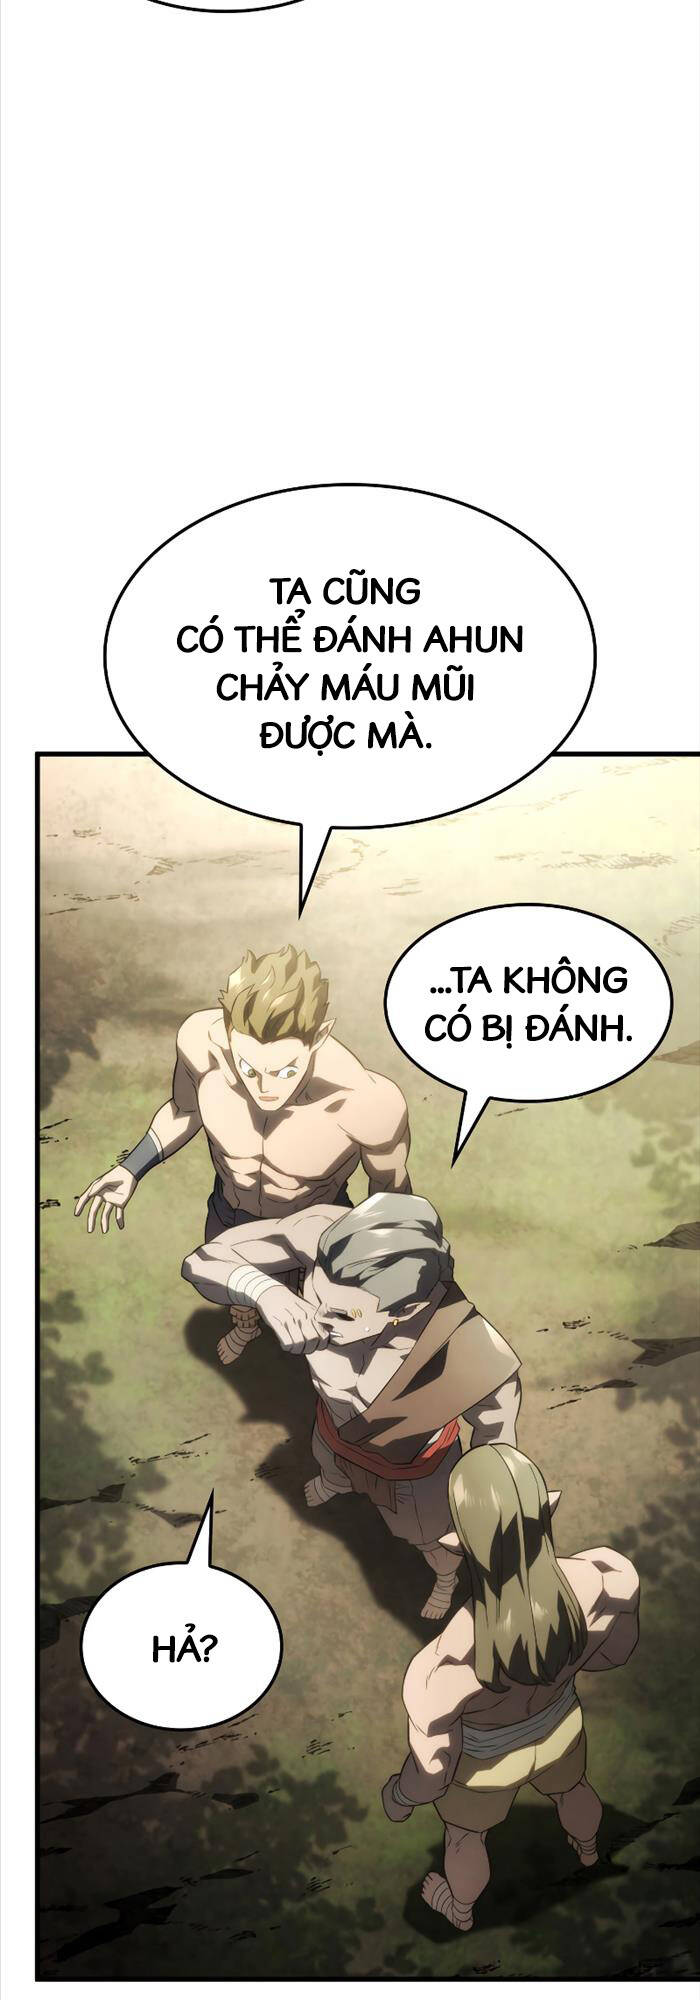 TA CŨNG
CÓ THỂ ĐÁNH AHUN
CHẢY MÁU MŨI
ĐƯỢC MÀ.
...TA KHÔNG
CÓ BỊ ĐÁNH.
HẢ?